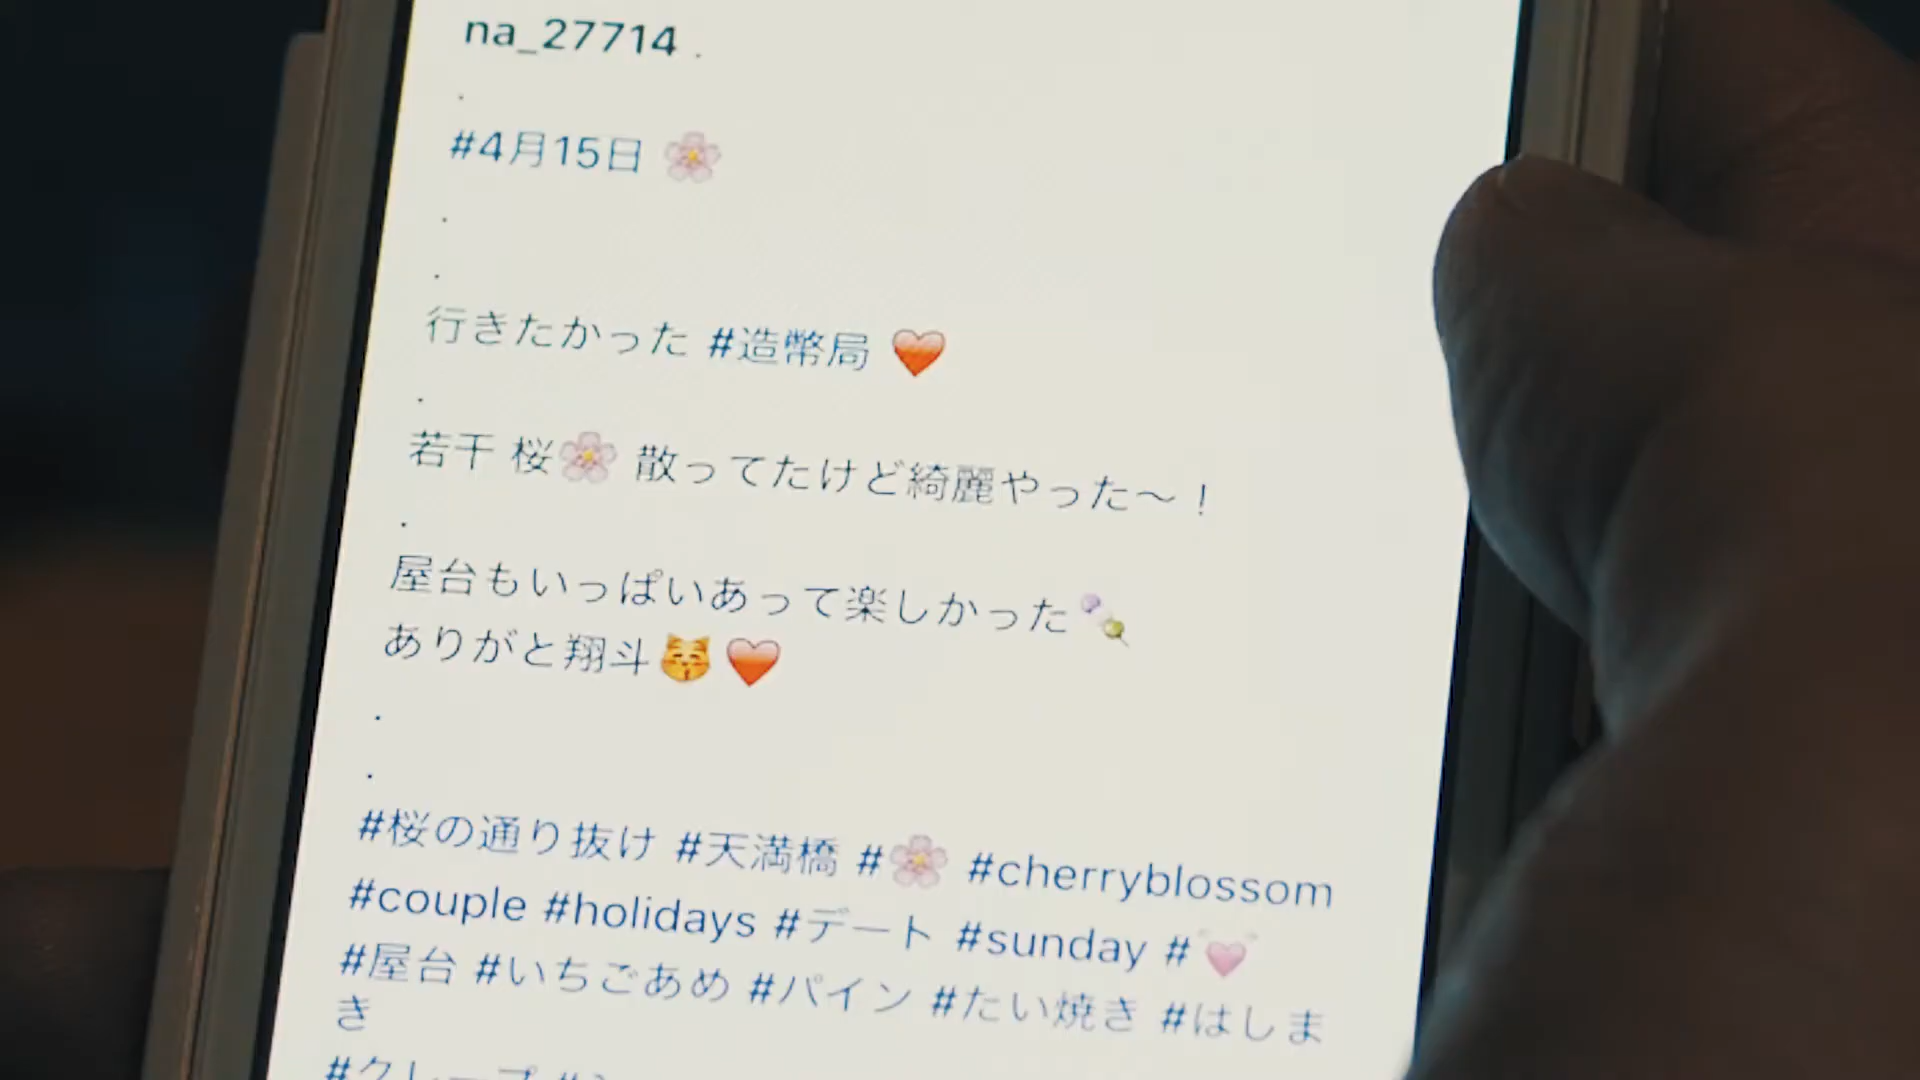 na_27714 .
.
#4月15日 🌸
.
.
行きたかった #造幣局 ❤️
.
若干 桜🌸 散ってたけど綺麗やった〜！
.
屋台もいっぱいあって楽しかった🍡
ありがと翔斗😽❤️
.
.
#桜の通り抜け #天満橋 #🌸 #cherryblossom
#couple #holidays #デート #sunday #💓
#屋台 #いちごあめ #パイン #たい焼き #はしま
き
#クレープ